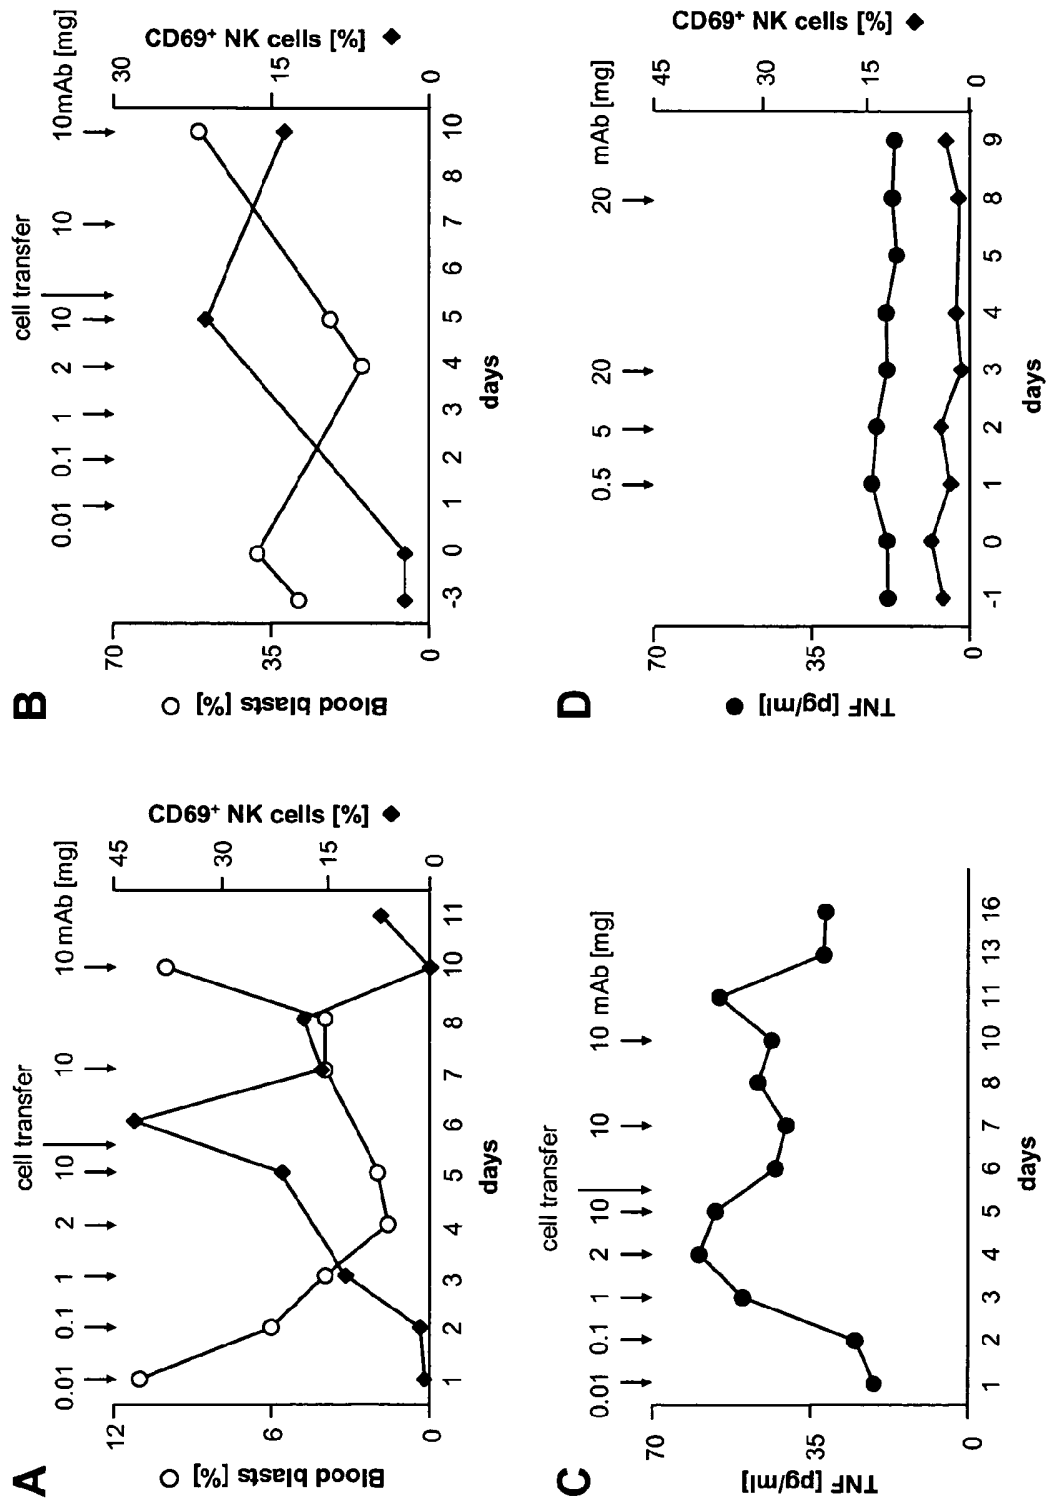 A
cell transfer
0.01 0.1 1 2 10 10 10 mAb [mg]
12 6 0
Blood blasts [%]
45 30 15 0
CD69+ NK cells [%]
1 2 3 4 5 6 7 8 10 11
days
B
cell transfer
0.01 0.1 1 2 10 10 10mAb [mg]
70 35 0
Blood blasts [%]
30 15 0
CD69+ NK cells [%]
-3 0 1 2 3 4 5 6 7 8 10
days
C
cell transfer
0.01 0.1 1 2 10 10 10 mAb [mg]
70 35 0
TNF [pg/ml]
1 2 3 4 5 6 7 8 10 11 13 16
days
D
0.5 5 20 20 mAb [mg]
70 35 0
TNF [pg/ml]
45 30 15 0
CD69+ NK cells [%]
-1 0 1 2 3 4 5 8 9
days